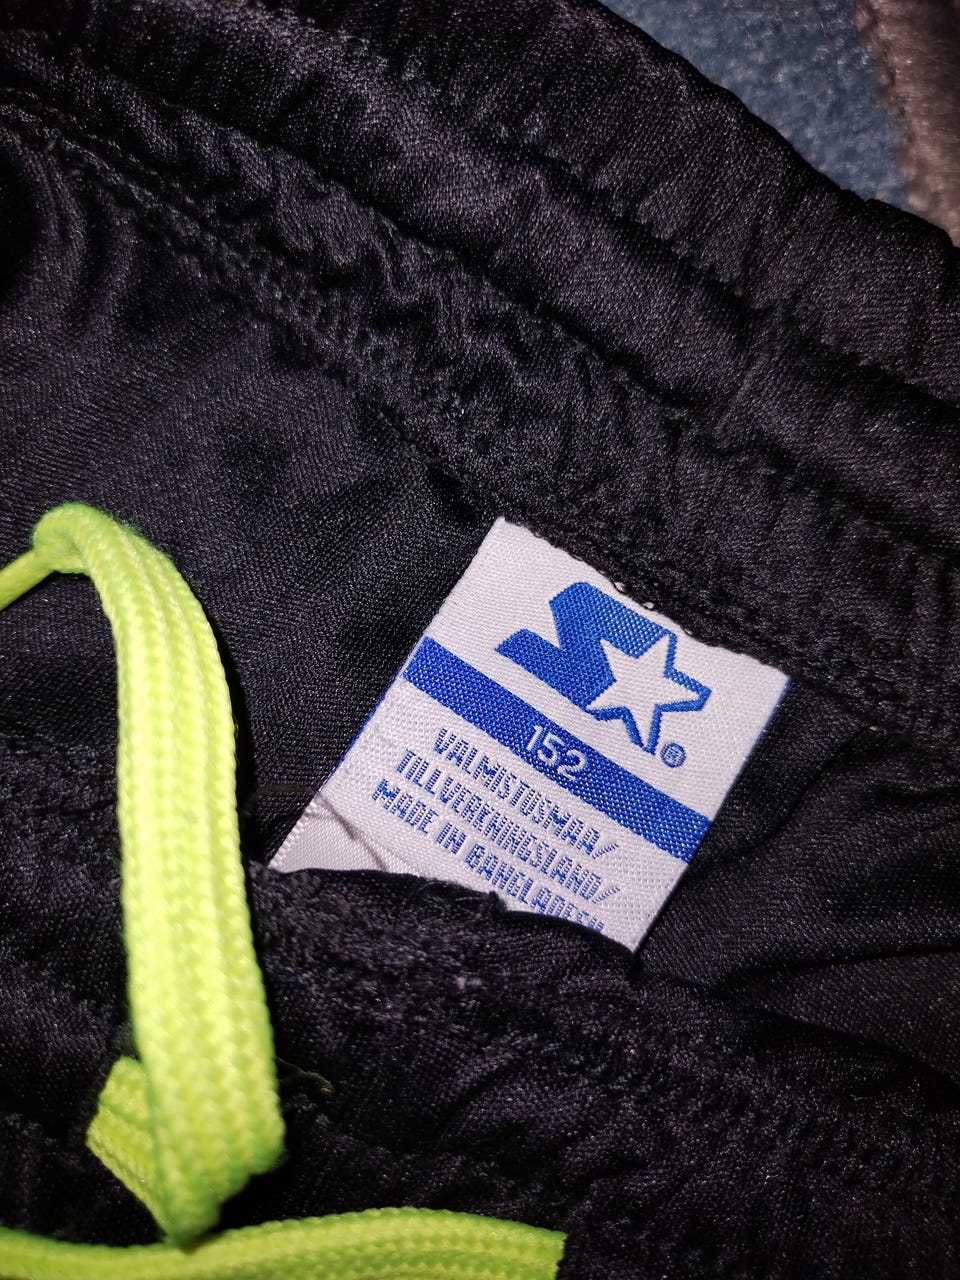 ®
152
VALMISTUSMAA/
TILLVERKNINGSLAND/
MADE IN BANGLADESH